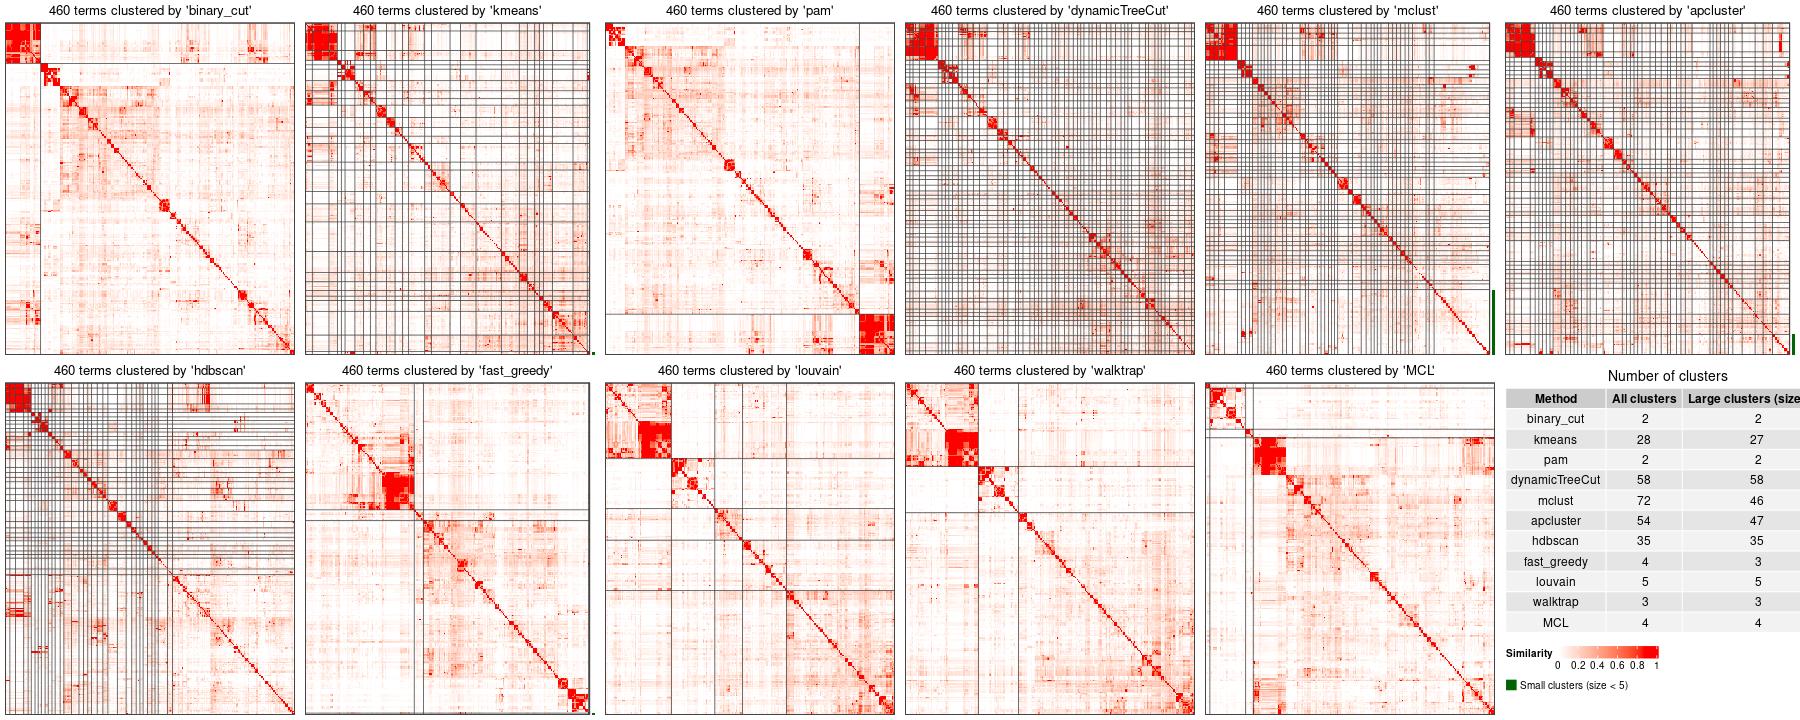 460 terms clustered by 'binary_cut'
460 terms clustered by 'kmeans'
460 terms clustered by 'pam'
460 terms clustered by 'dynamicTreeCut'
460 terms clustered by 'mclust'
460 terms clustered by 'apcluster'
460 terms clustered by 'hdbscan'
460 terms clustered by 'fast_greedy'
460 terms clustered by 'louvain'
460 terms clustered by 'walktrap'
460 terms clustered by 'MCL'
Number of clusters
Method All clusters Large clusters (size
binary_cut 2 2
kmeans 28 27
pam 2 2
dynamicTreeCut 58 58
mclust 72 46
apcluster 54 47
hdbscan 35 35
fast_greedy 4 3
louvain 5 5
walktrap 3 3
MCL 4 4
Similarity
0 0.2 0.4 0.6 0.8 1
Small clusters (size < 5)